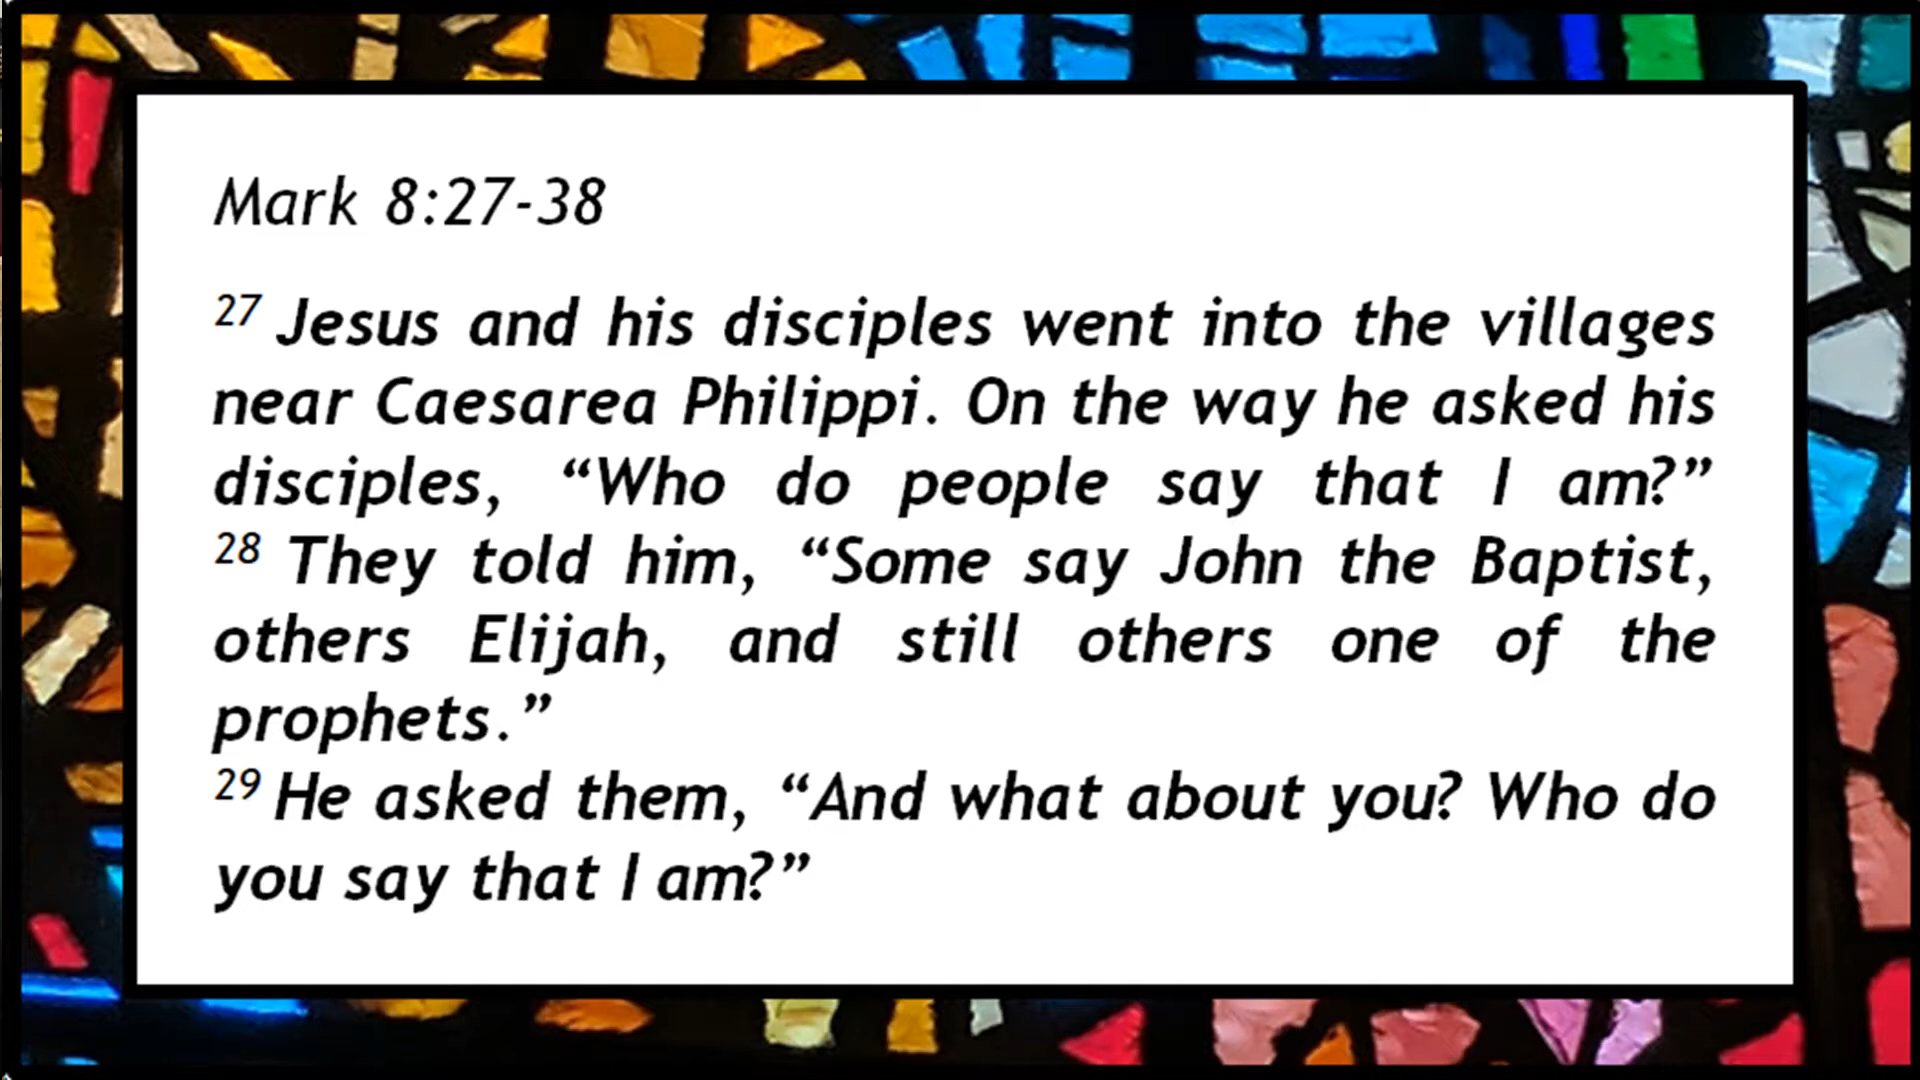 Mark 8:27-38
27 Jesus and his disciples went into the villages
near Caesarea Philippi. On the way he asked his
disciples, “Who do people say that I am?”
28 They told him, “Some say John the Baptist,
others Elijah, and still others one of the
prophets.”
29 He asked them, “And what about you? Who do
you say that I am?”